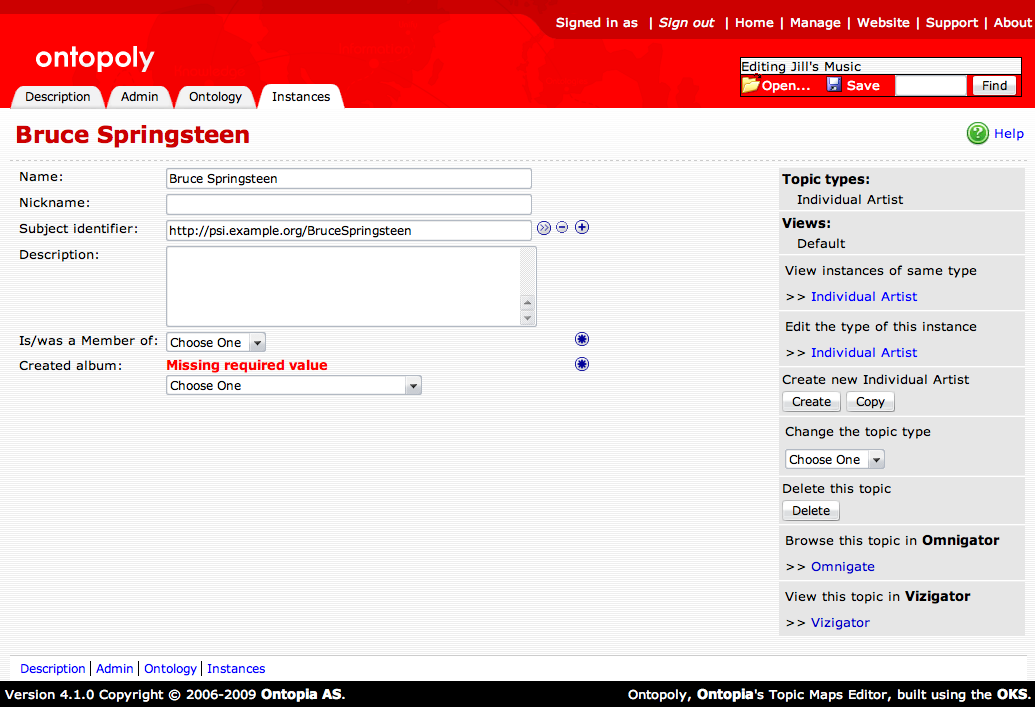 Signed in as | Sign out | Home | Manage | Website | Support | About
ontopoly
Editing Jill's Music
Open... Save Find
Description Admin Ontology Instances
Bruce Springsteen
Help
Name: Bruce Springsteen
Nickname:
Subject identifier: http://psi.example.org/BruceSpringsteen
Description:
Is/was a Member of: Choose One
Created album: Missing required value
Choose One
Topic types:
Individual Artist
Views:
Default
View instances of same type
>> Individual Artist
Edit the type of this instance
>> Individual Artist
Create new Individual Artist
Create Copy
Change the topic type
Choose One
Delete this topic
Delete
Browse this topic in Omnigator
>> Omnigate
View this topic in Vizigator
>> Vizigator
Description | Admin | Ontology | Instances
Version 4.1.0 Copyright © 2006-2009 Ontopia AS. Ontopoly, Ontopia's Topic Maps Editor, built using the OKS.